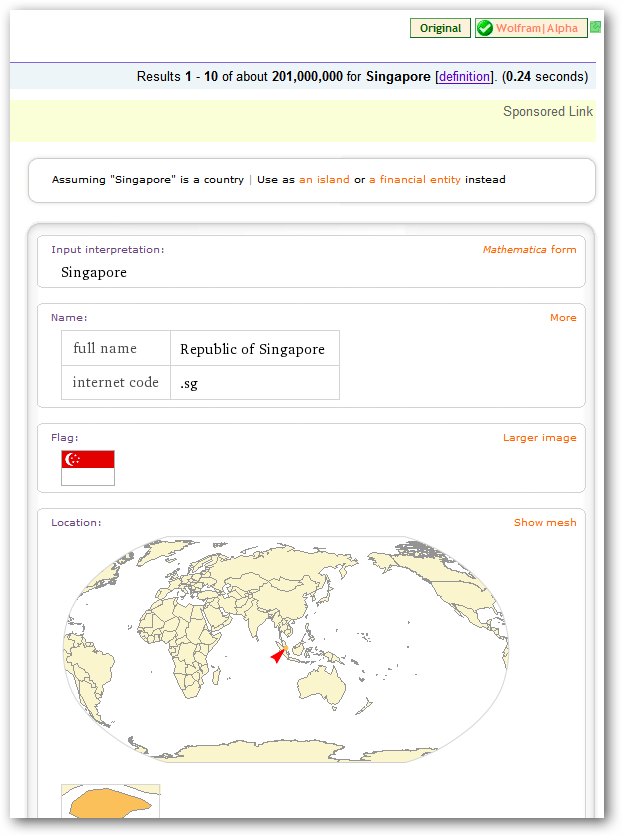 Original Wolfram|Alpha
Results 1 - 10 of about 201,000,000 for Singapore [definition]. (0.24 seconds)
Sponsored Link
Assuming "Singapore" is a country | Use as an island or a financial entity instead
Input interpretation: Mathematica form
Singapore
Name: More
full name Republic of Singapore
internet code .sg
Flag: Larger image
Location: Show mesh